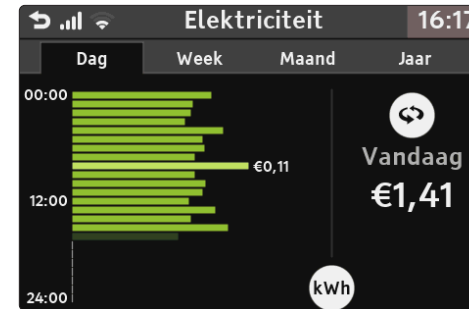 Elektriciteit 16:17
Dag Week Maand Jaar
00:00
€0,11
12:00
24:00
Vandaag
€1,41
kWh